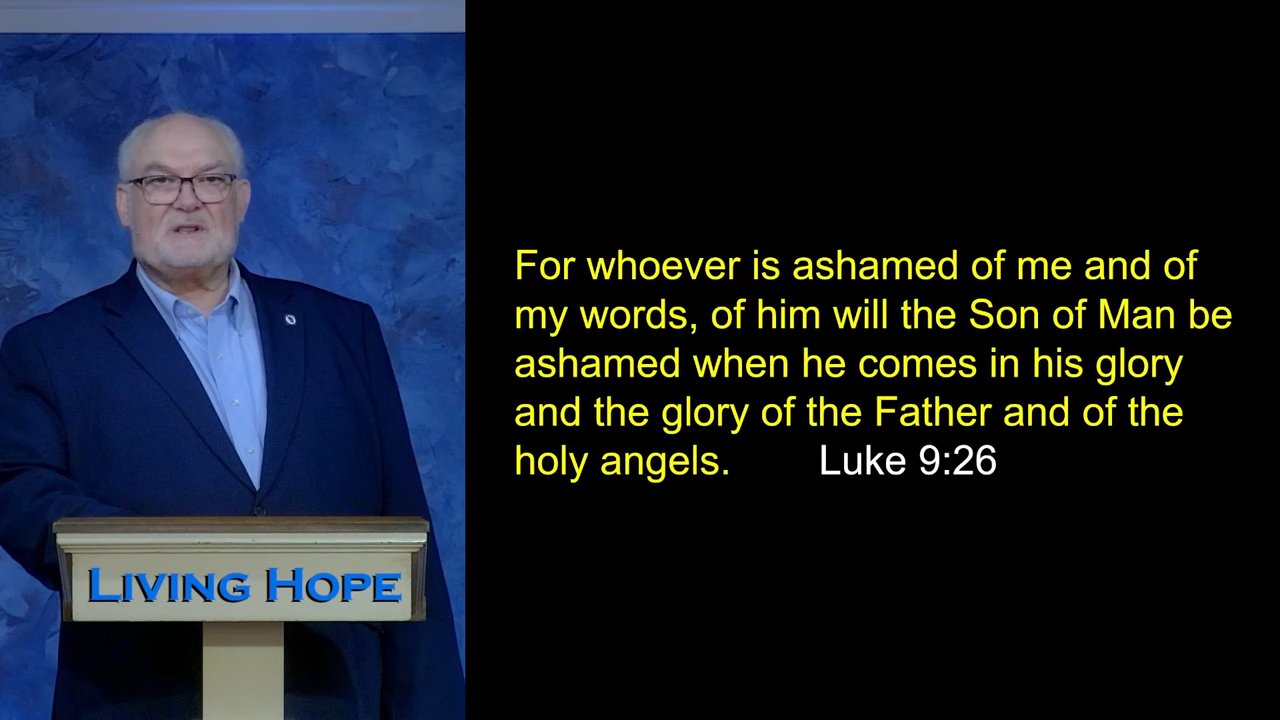 For whoever is ashamed of me and of
my words, of him will the Son of Man be
ashamed when he comes in his glory
and the glory of the Father and of the
holy angels. Luke 9:26
LIVING HOPE